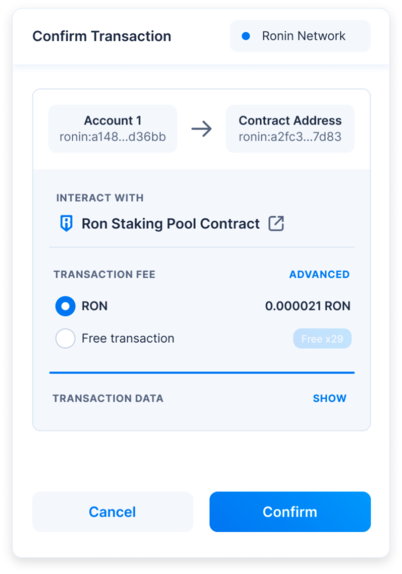 Confirm Transaction
Ronin Network
Account 1
ronin:a148...d36bb
Contract Address
ronin:a2fc3...7d83
INTERACT WITH
Ron Staking Pool Contract
TRANSACTION FEE
ADVANCED
RON
0.000021 RON
Free transaction
Free x29
TRANSACTION DATA
SHOW
Cancel
Confirm